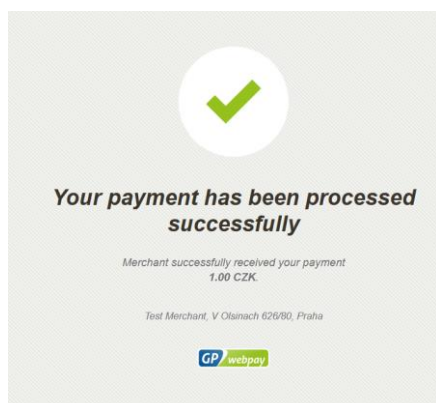 Your payment has been processed
successfully
Merchant successfully received your payment
1.00 CZK.
Test Merchant, V Olsinach 626/80, Praha
GP webpay